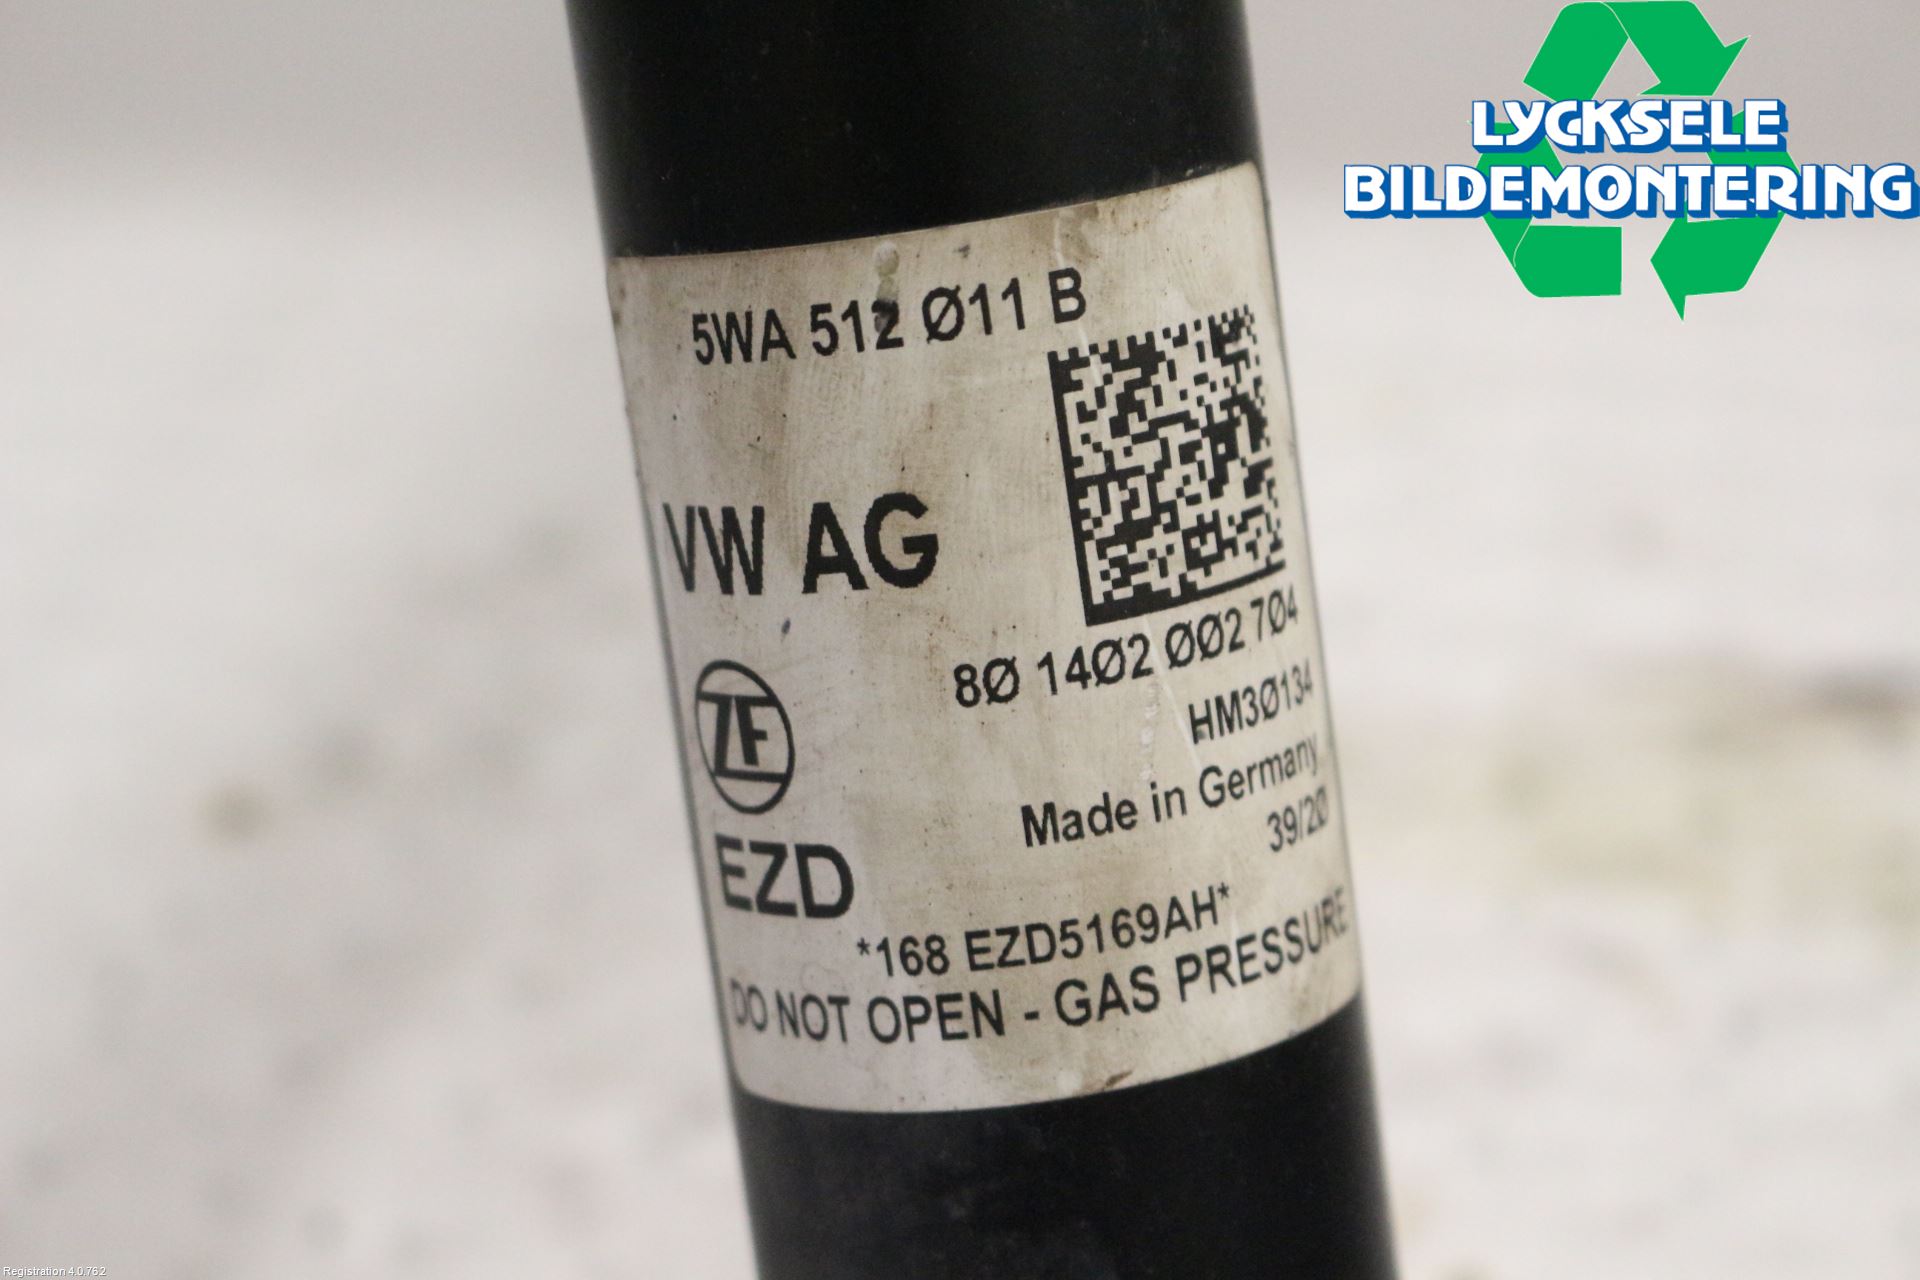 LYCKSELE
BILDEMONTERING
5WA 512 Ø11 B
VW AG
8Ø 14Ø2 ØØ2 7Ø4
HM3Ø134
ZF
Made in Germany
39/2Ø
EZD
*168 EZD5169AH*
DO NOT OPEN - GAS PRESSURE
Registration 4.0.762